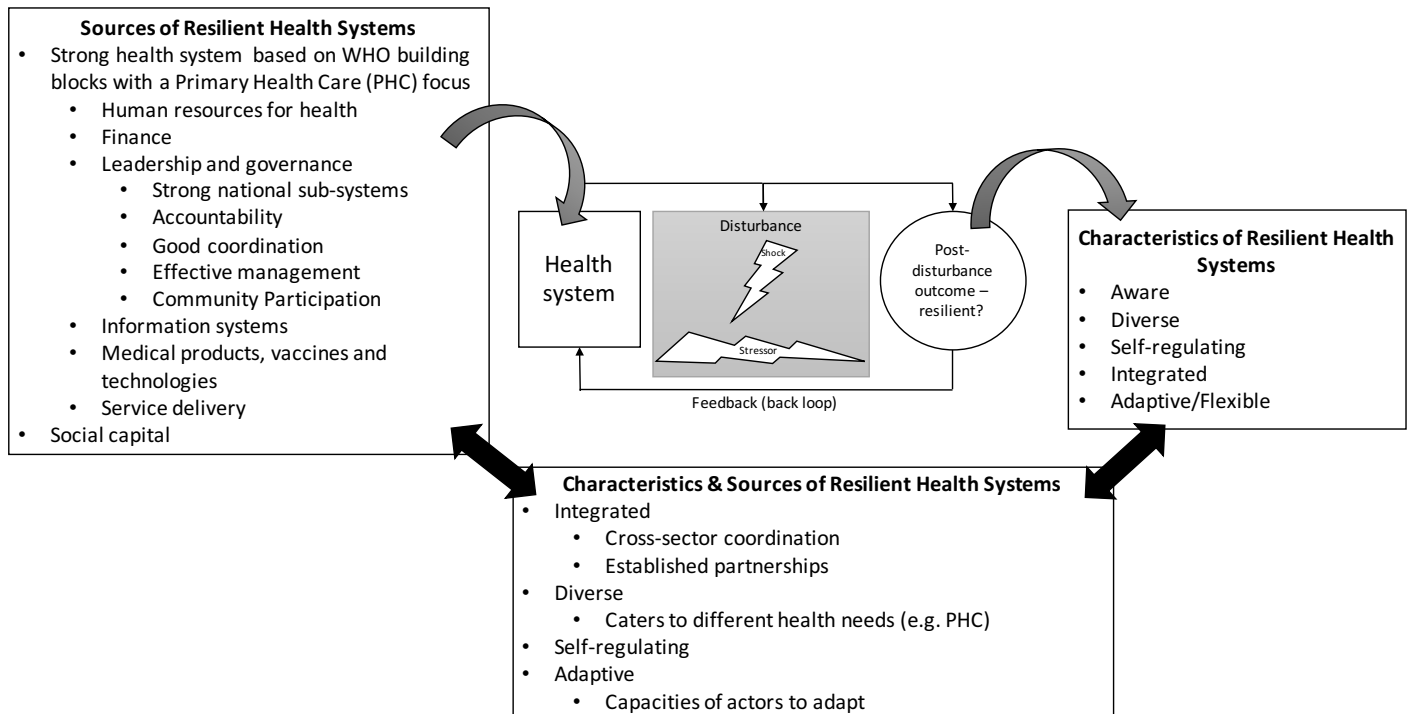 Sources of Resilient Health Systems
• Strong health system based on WHO building
blocks with a Primary Health Care (PHC) focus
• Human resources for health
• Finance
• Leadership and governance
• Strong national sub-systems
• Accountability
• Good coordination
• Effective management
• Community Participation
• Information systems
• Medical products, vaccines and
technologies
• Service delivery
• Social capital
Health
system
Disturbance
Shock
Stressor
Post-
disturbance
outcome –
resilient?
Feedback (back loop)
Characteristics of Resilient Health
Systems
• Aware
• Diverse
• Self-regulating
• Integrated
• Adaptive/Flexible
Characteristics & Sources of Resilient Health Systems
• Integrated
• Cross-sector coordination
• Established partnerships
• Diverse
• Caters to different health needs (e.g. PHC)
• Self-regulating
• Adaptive
• Capacities of actors to adapt